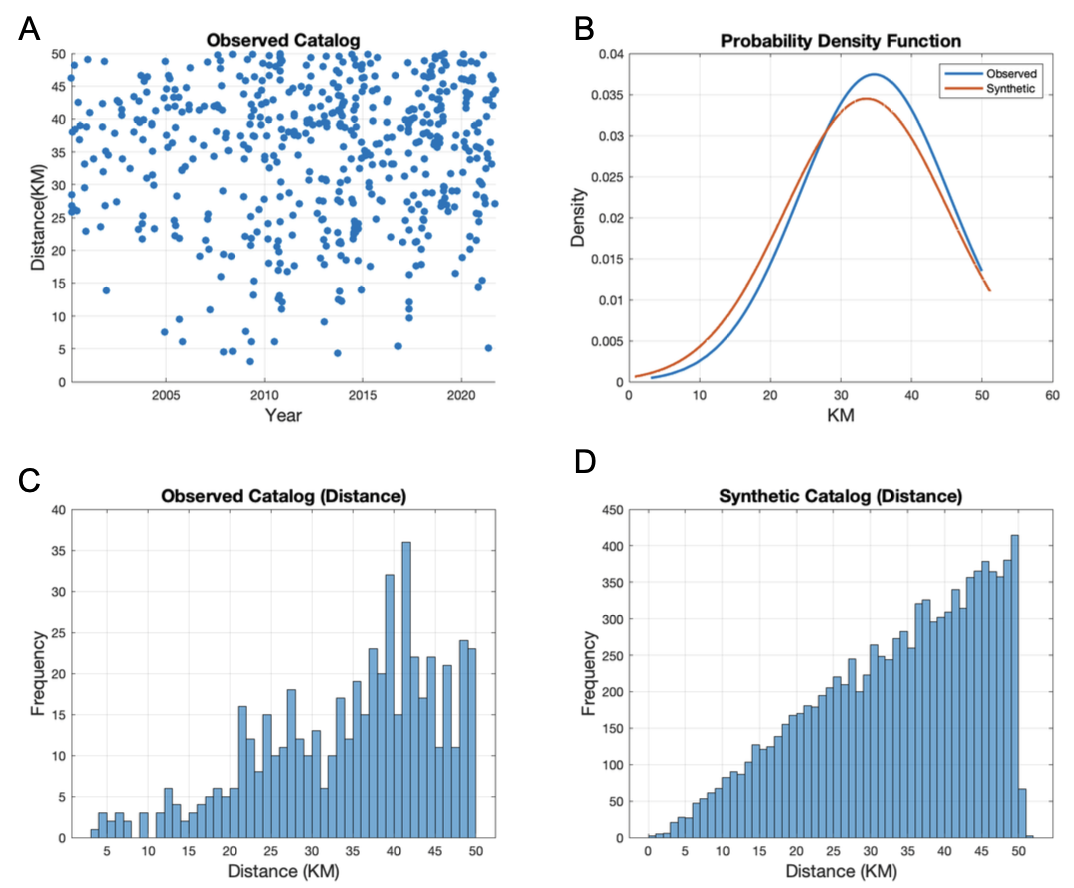 A
Observed Catalog
50
45
40
35
30
25
20
15
10
5
0
Distance(KM)
2005 2010 2015 2020
Year
B
Probability Density Function
0.04
0.035
0.03
0.025
0.02
0.015
0.01
0.005
0
Density
Observed
Synthetic
0 10 20 30 40 50 60
KM
C
Observed Catalog (Distance)
40
35
30
25
20
15
10
5
0
Frequency
5 10 15 20 25 30 35 40 45 50
Distance (KM)
D
Synthetic Catalog (Distance)
450
400
350
300
250
200
150
100
50
0
Frequency
0 5 10 15 20 25 30 35 40 45 50
Distance (KM)